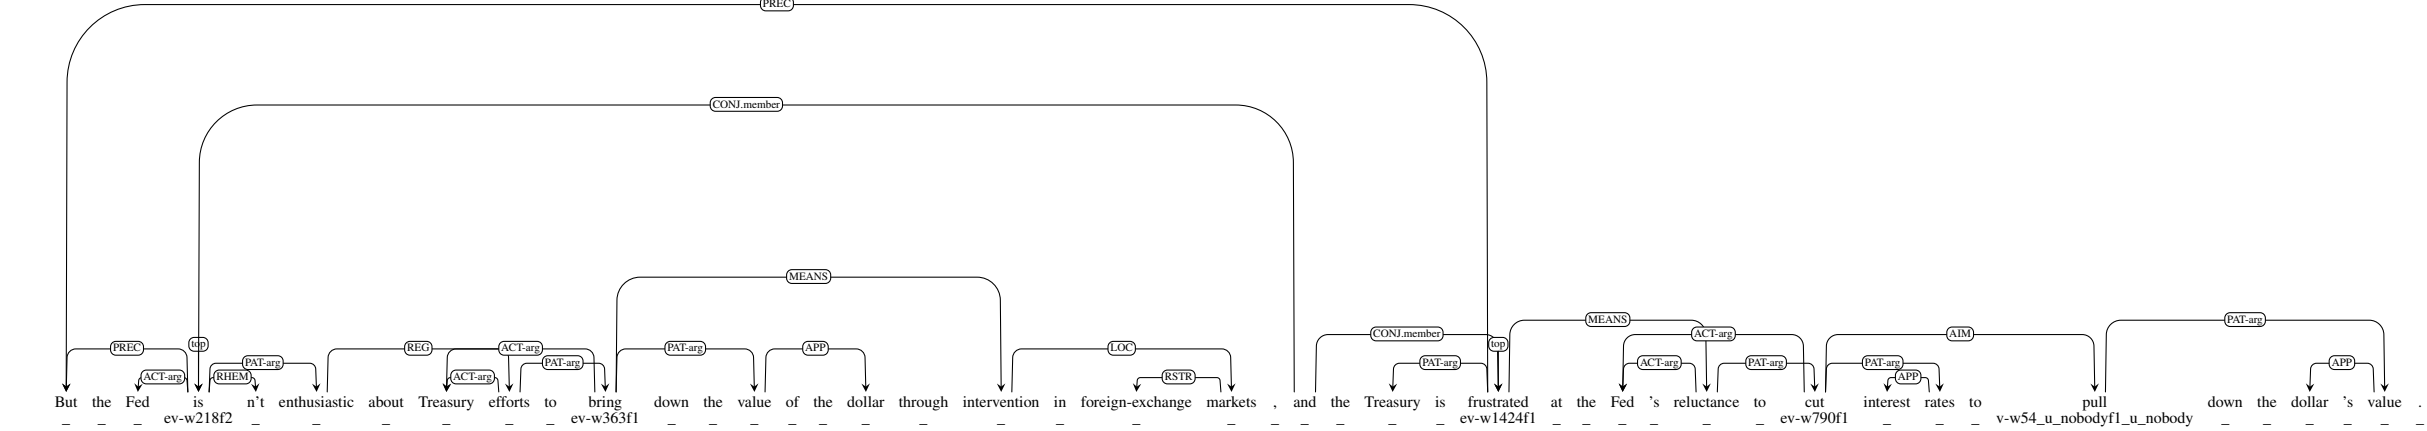 PREC
CONJ.member
MEANS
MEANS PAT-arg
CONJ.member ACT-arg AIM
top top
PREC REG ACT-arg PAT-arg APP LOC
PAT-arg PAT-arg PAT-arg ACT-arg PAT-arg PAT-arg APP
ACT-arg RHEM ACT-arg RSTR APP
But the Fed is n't enthusiastic about Treasury efforts to bring down the value of the dollar through intervention in foreign-exchange markets , and the Treasury is frustrated at the Fed 's reluctance to cut interest rates to pull down the dollar 's value .
_ _ _ ev-w218f2 _ _ _ _ _ _ ev-w363f1 _ _ _ _ _ _ _ _ _ _ _ _ _ _ _ _ ev-w1424f1 _ _ _ _ _ _ ev-w790f1 _ _ _ v-w54_u_nobodyf1_u_nobody _ _ _ _ _ _